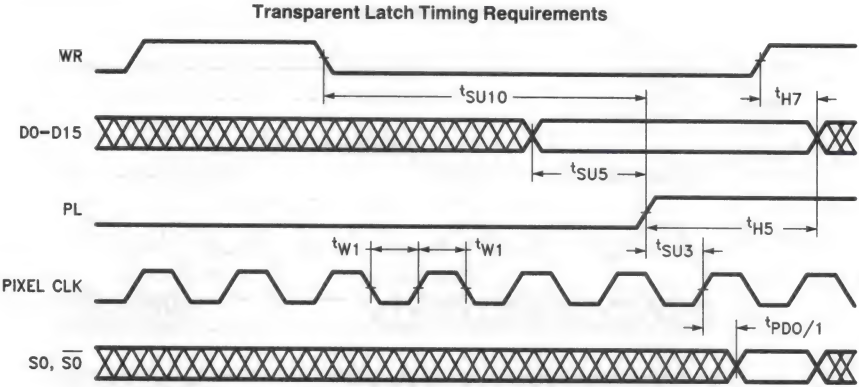 Transparent Latch Timing Requirements
WR
tSU10
tH7
D0-D15
tSU5
PL
tH5
tW1
tW1
tSU3
PIXEL CLK
tPD0/1
S0, S̅0̅